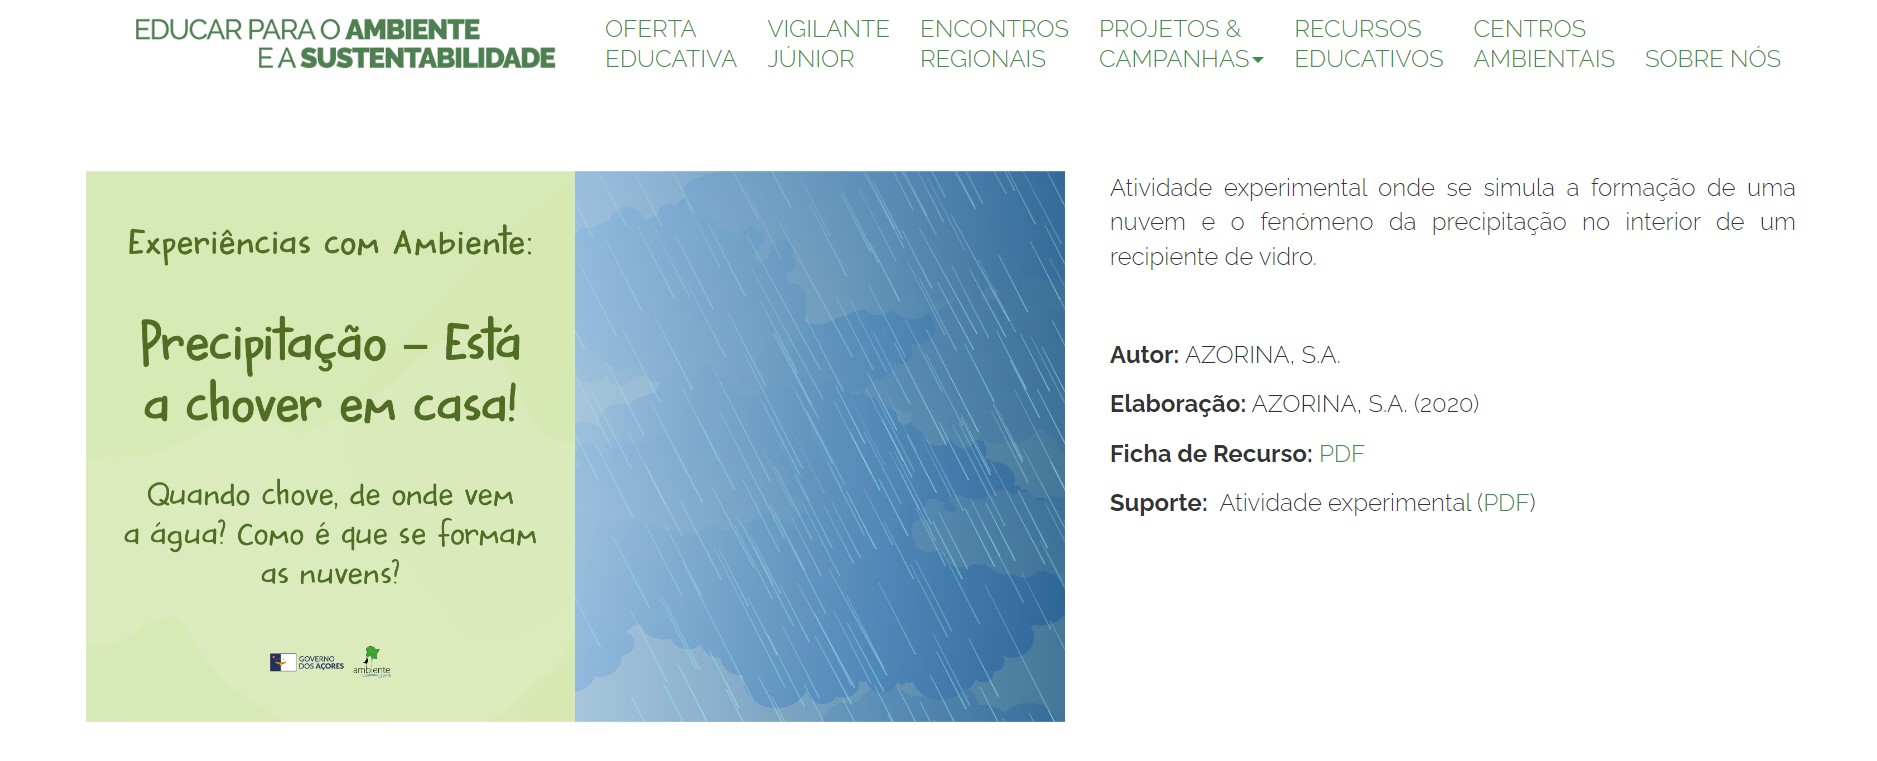 EDUCAR PARA O AMBIENTE
E A SUSTENTABILIDADE
OFERTA
EDUCATIVA
VIGILANTE
JÚNIOR
ENCONTROS
REGIONAIS
PROJETOS &
CAMPANHAS
RECURSOS
EDUCATIVOS
CENTROS
AMBIENTAIS
SOBRE NÓS
Experiências com Ambiente:
Precipitação – Está
a chover em casa!
Quando chove, de onde vem
a água? Como é que se formam
as nuvens?
GOVERNO
DOS AÇORES
ambiente
Atividade experimental onde se simula a formação de uma
nuvem e o fenómeno da precipitação no interior de um
recipiente de vidro.
Autor: AZORINA, S.A.
Elaboração: AZORINA, S.A. (2020)
Ficha de Recurso: PDF
Suporte: Atividade experimental (PDF)